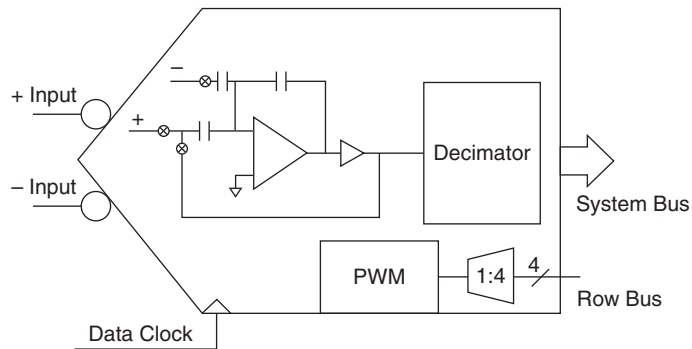 −
+ Input
+
Decimator
− Input
System Bus
PWM
1:4
4
Row Bus
Data Clock